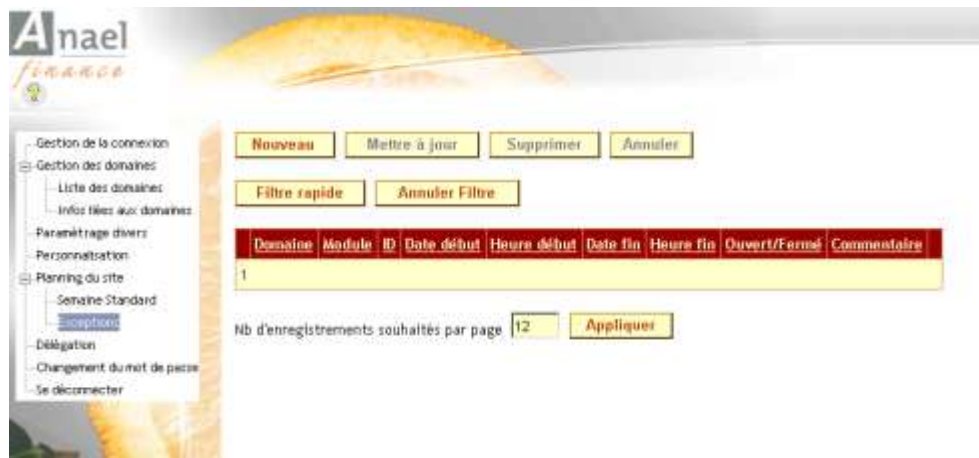 Anael
finance
?
Gestion de la connexion
Gestion des domaines
Liste des domaines
Infos liées aux domaines
Paramètrage divers
Personnalisation
Planning du site
Semaine Standard
Exceptions
Délégation
Changement du mot de passe
Se déconnecter
Nouveau Mettre à jour Supprimer Annuler
Filtre rapide Annuler Filtre
Domaine Module ID Date début Heure début Date fin Heure fin Ouvert/Fermé Commentaire
1
Nb d'enregistrements souhaités par page 12 Appliquer